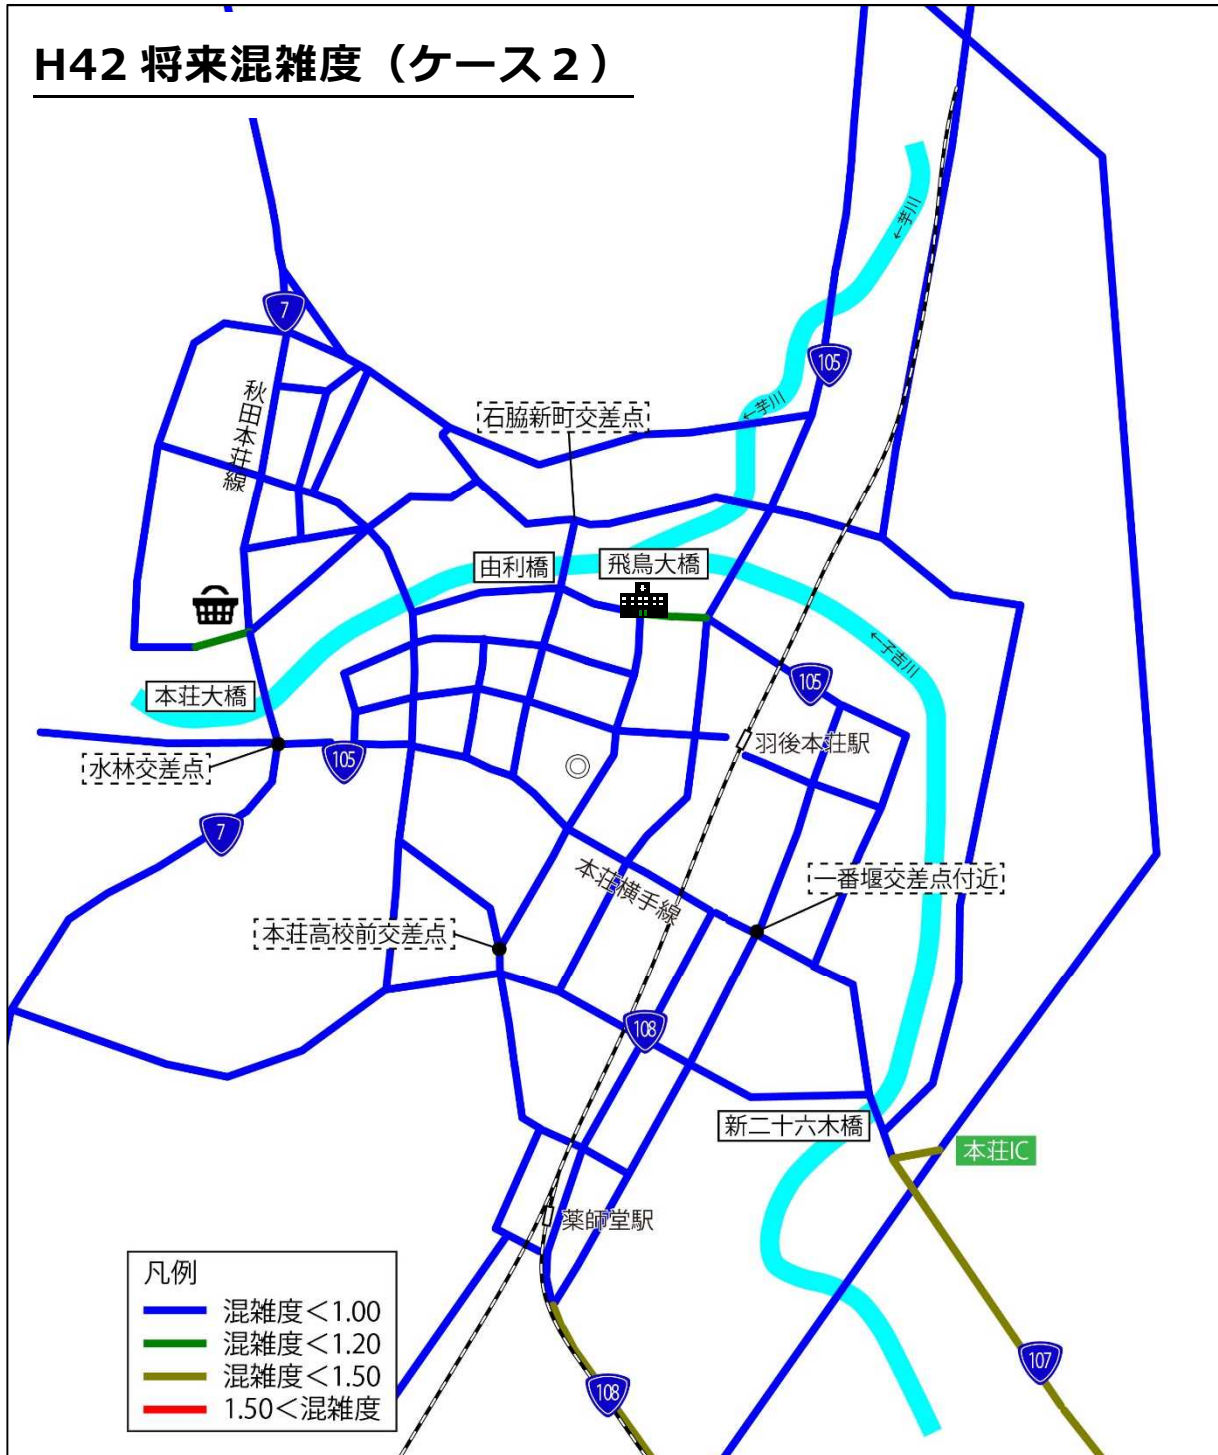 H42 将来混雑度（ケース２）
←芋川
7
105
秋田本荘線
←芋川
石脇新町交差点
由利橋
飛鳥大橋
←子吉川
本荘大橋
105
羽後本荘駅
水林交差点
105
7
一番堰交差点付近
本荘横手線
本荘高校前交差点
108
新二十六木橋
本荘IC
薬師堂駅
凡例
混雑度＜1.00
混雑度＜1.20
混雑度＜1.50
1.50＜混雑度
108
107